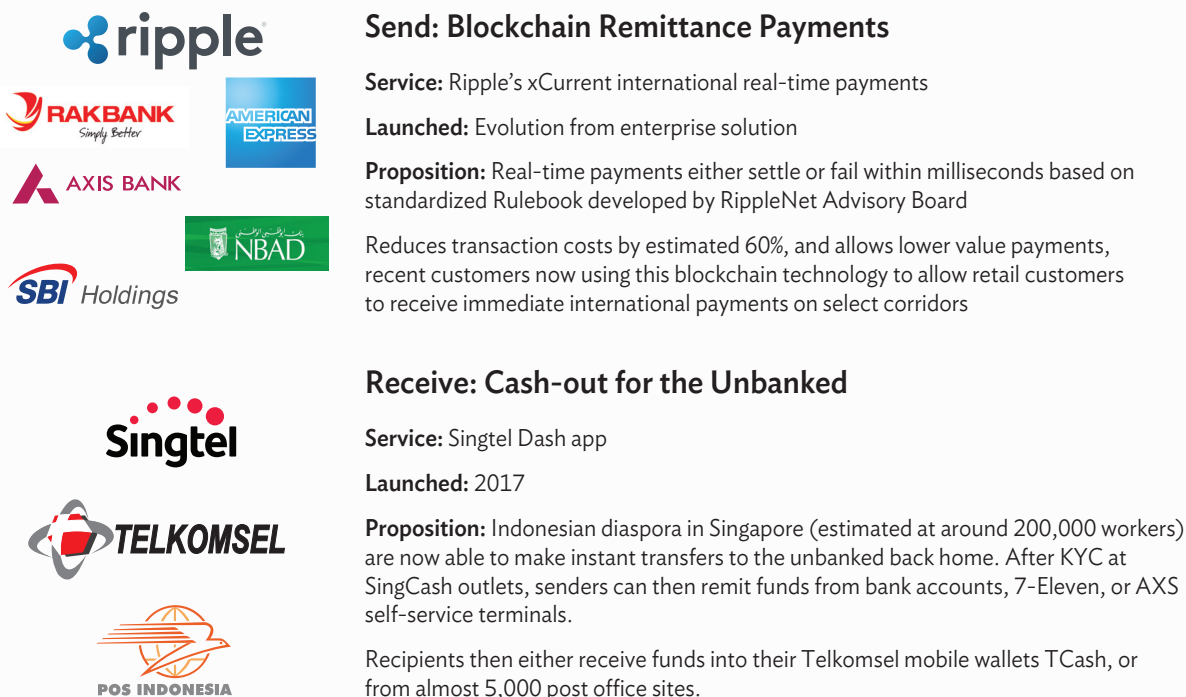 ripple
RAKBANK
Simply Better
AMERICAN
EXPRESS
AXIS BANK
بنك أبوظبي الوطني
NBAD
SBI Holdings
Send: Blockchain Remittance Payments
Service: Ripple’s xCurrent international real-time payments
Launched: Evolution from enterprise solution
Proposition: Real-time payments either settle or fail within milliseconds based on
standardized Rulebook developed by RippleNet Advisory Board
Reduces transaction costs by estimated 60%, and allows lower value payments,
recent customers now using this blockchain technology to allow retail customers
to receive immediate international payments on select corridors
Singtel
TELKOMSEL
POS INDONESIA
Receive: Cash-out for the Unbanked
Service: Singtel Dash app
Launched: 2017
Proposition: Indonesian diaspora in Singapore (estimated at around 200,000 workers)
are now able to make instant transfers to the unbanked back home. After KYC at
SingCash outlets, senders can then remit funds from bank accounts, 7-Eleven, or AXS
self-service terminals.
Recipients then either receive funds into their Telkomsel mobile wallets TCash, or
from almost 5,000 post office sites.